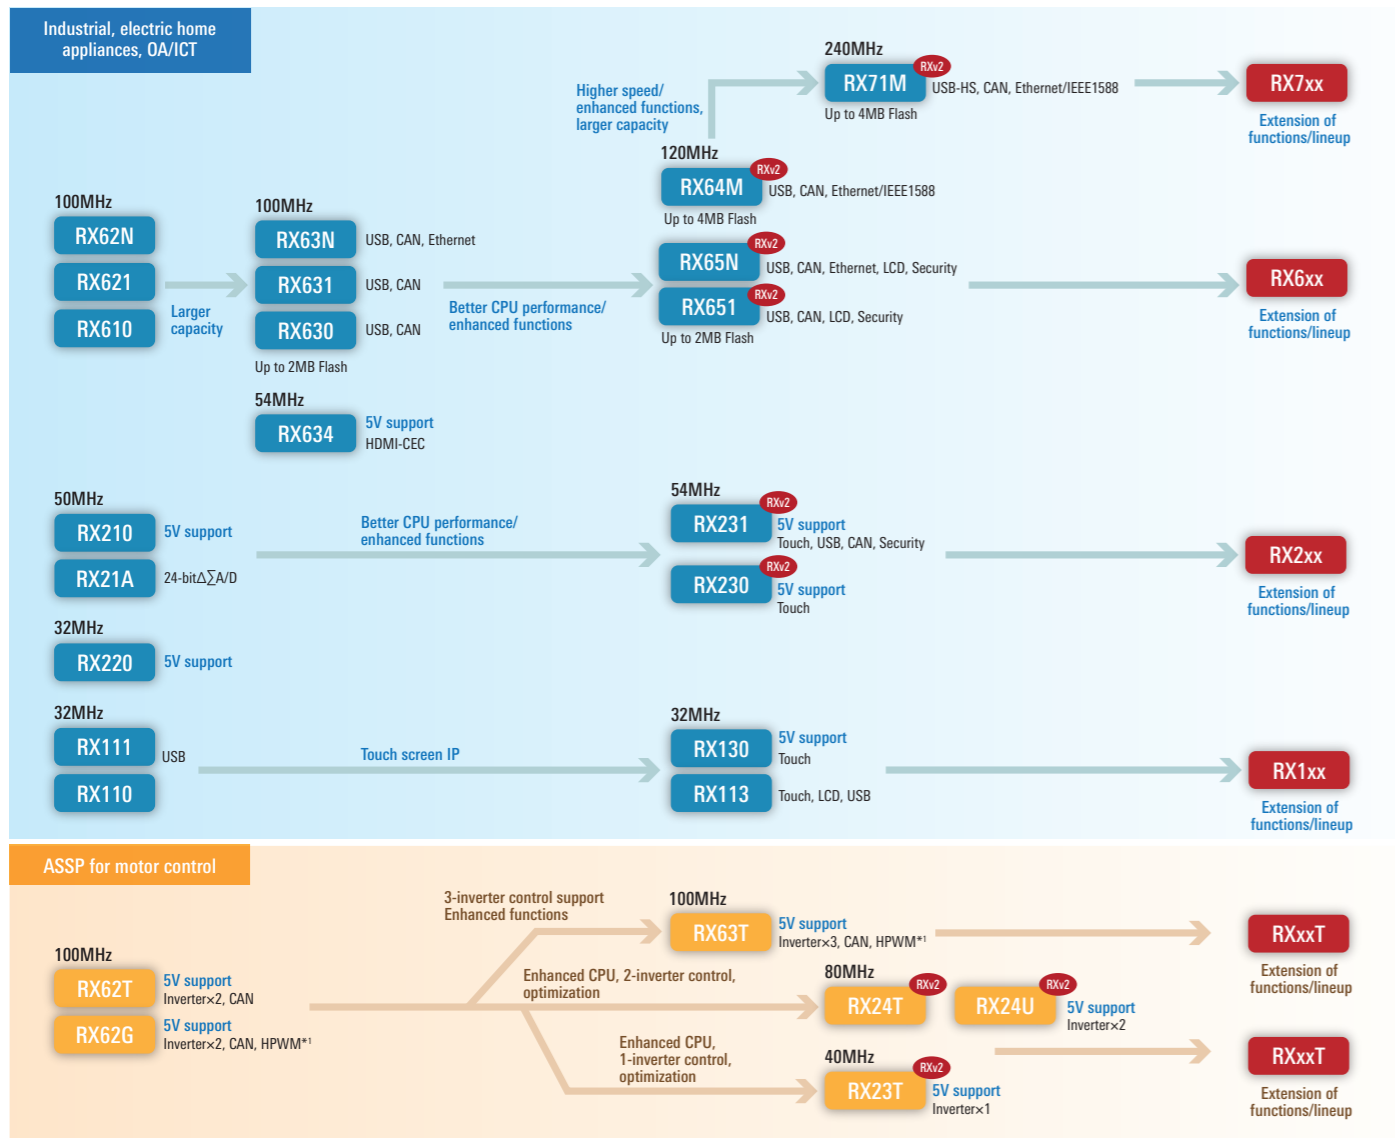 Industrial, electric home
appliances, OA/ICT
240MHz
RX71M
RXv2
USB-HS, CAN, Ethernet/IEEE1588
Up to 4MB Flash
RX7xx
Extension of
functions/lineup
Higher speed/
enhanced functions,
larger capacity
120MHz
RX64M
RXv2
USB, CAN, Ethernet/IEEE1588
Up to 4MB Flash
100MHz
RX62N
RX621
RX610
Larger
capacity
100MHz
RX63N
USB, CAN, Ethernet
RX631
USB, CAN
RX630
USB, CAN
Up to 2MB Flash
Better CPU performance/
enhanced functions
RX65N
RXv2
USB, CAN, Ethernet, LCD, Security
RX651
RXv2
USB, CAN, LCD, Security
Up to 2MB Flash
RX6xx
Extension of
functions/lineup
54MHz
RX634
5V support
HDMI-CEC
50MHz
RX210
5V support
RX21A
24-bitΔ∑A/D
Better CPU performance/
enhanced functions
54MHz
RX231
RXv2
5V support
Touch, USB, CAN, Security
RX230
RXv2
5V support
Touch
RX2xx
Extension of
functions/lineup
32MHz
RX220
5V support
32MHz
RX111
USB
RX110
Touch screen IP
32MHz
RX130
5V support
Touch
RX113
Touch, LCD, USB
RX1xx
Extension of
functions/lineup
ASSP for motor control
100MHz
RX62T
5V support
Inverter×2, CAN
RX62G
5V support
Inverter×2, CAN, HPWM*1
3-inverter control support
Enhanced functions
100MHz
RX63T
5V support
Inverter×3, CAN, HPWM*1
RXxxT
Extension of
functions/lineup
Enhanced CPU, 2-inverter control,
optimization
80MHz
RX24T
RXv2
RX24U
RXv2
5V support
Inverter×2
Enhanced CPU,
1-inverter control,
optimization
40MHz
RX23T
RXv2
5V support
Inverter×1
RXxxT
Extension of
functions/lineup